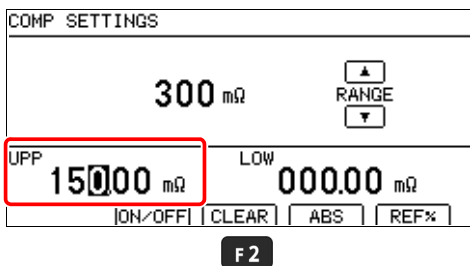 COMP SETTINGS
300 mΩ
▲
RANGE
▼
UPP
150.00 mΩ
LOW
000.00 mΩ
ON/OFF CLEAR ABS REF%
F2